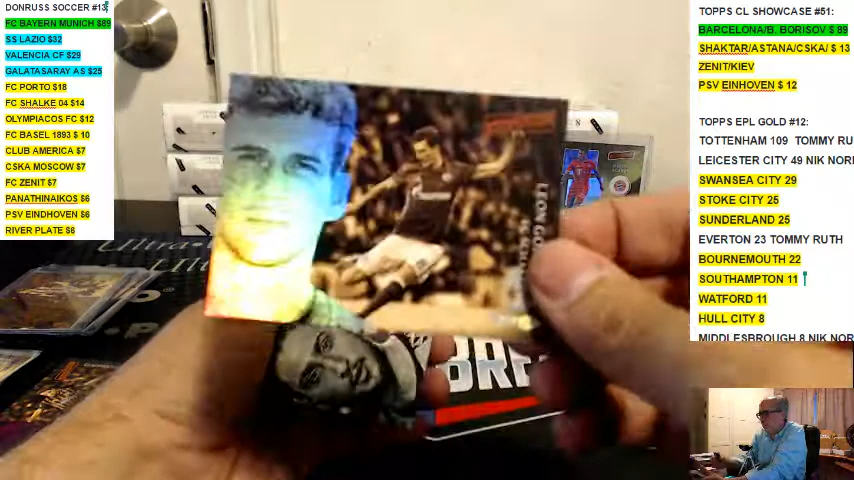 DONRUSS SOCCER #13
FC BAYERN MUNICH $89
SS LAZIO $32
VALENCIA CF $29
GALATASARAY AS $25
FC PORTO $18
FC SHALKE 04 $14
OLYMPIACOS FC $12
FC BASEL 1893 $ 10
CLUB AMERICA $7
CSKA MOSCOW $7
FC ZENIT $7
PANATHINAIKOS $6
PSV EINDHOVEN $6
RIVER PLATE $6
LEON GO
BRE
TOPPS CL SHOWCASE #51:
BARCELONA/B. BORISOV $ 89
SHAKTAR/ASTANA/CSKA/ $ 13
ZENIT/KIEV
PSV EINHOVEN $ 12
TOPPS EPL GOLD #12:
TOTTENHAM 109 TOMMY RU
LEICESTER CITY 49 NIK NORI
SWANSEA CITY 29
STOKE CITY 25
SUNDERLAND 25
EVERTON 23 TOMMY RUTH
BOURNEMOUTH 22
SOUTHAMPTON 11
WATFORD 11
HULL CITY 8
MIDDLESBROUGH 8 NIK NOR